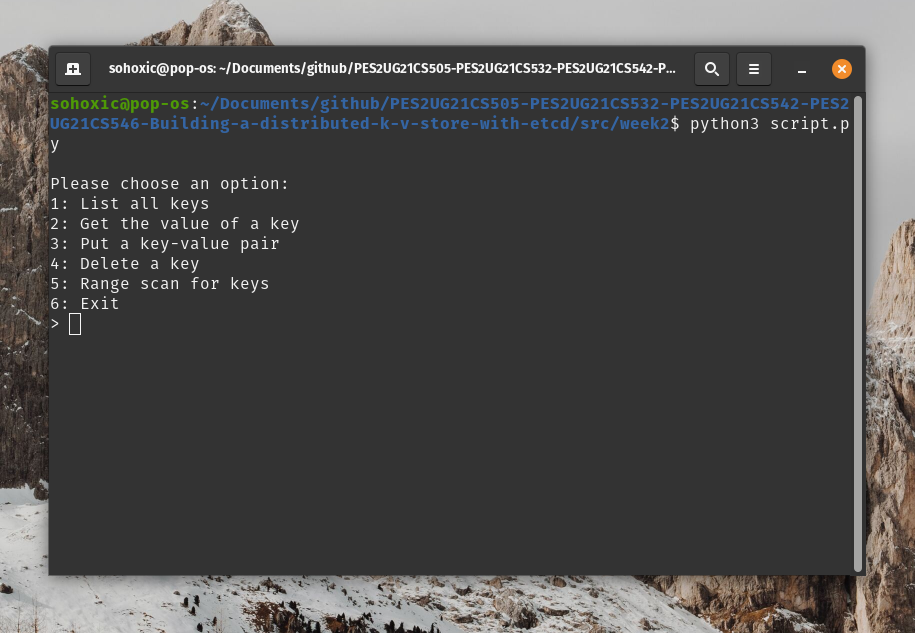 sohoxic@pop-os: ~/Documents/github/PES2UG21CS505-PES2UG21CS532-PES2UG21CS542-P...
sohoxic@pop-os:~/Documents/github/PES2UG21CS505-PES2UG21CS532-PES2UG21CS542-PES2
UG21CS546-Building-a-distributed-k-v-store-with-etcd/src/week2$ python3 script.p
y
Please choose an option:
1: List all keys
2: Get the value of a key
3: Put a key-value pair
4: Delete a key
5: Range scan for keys
6: Exit
>